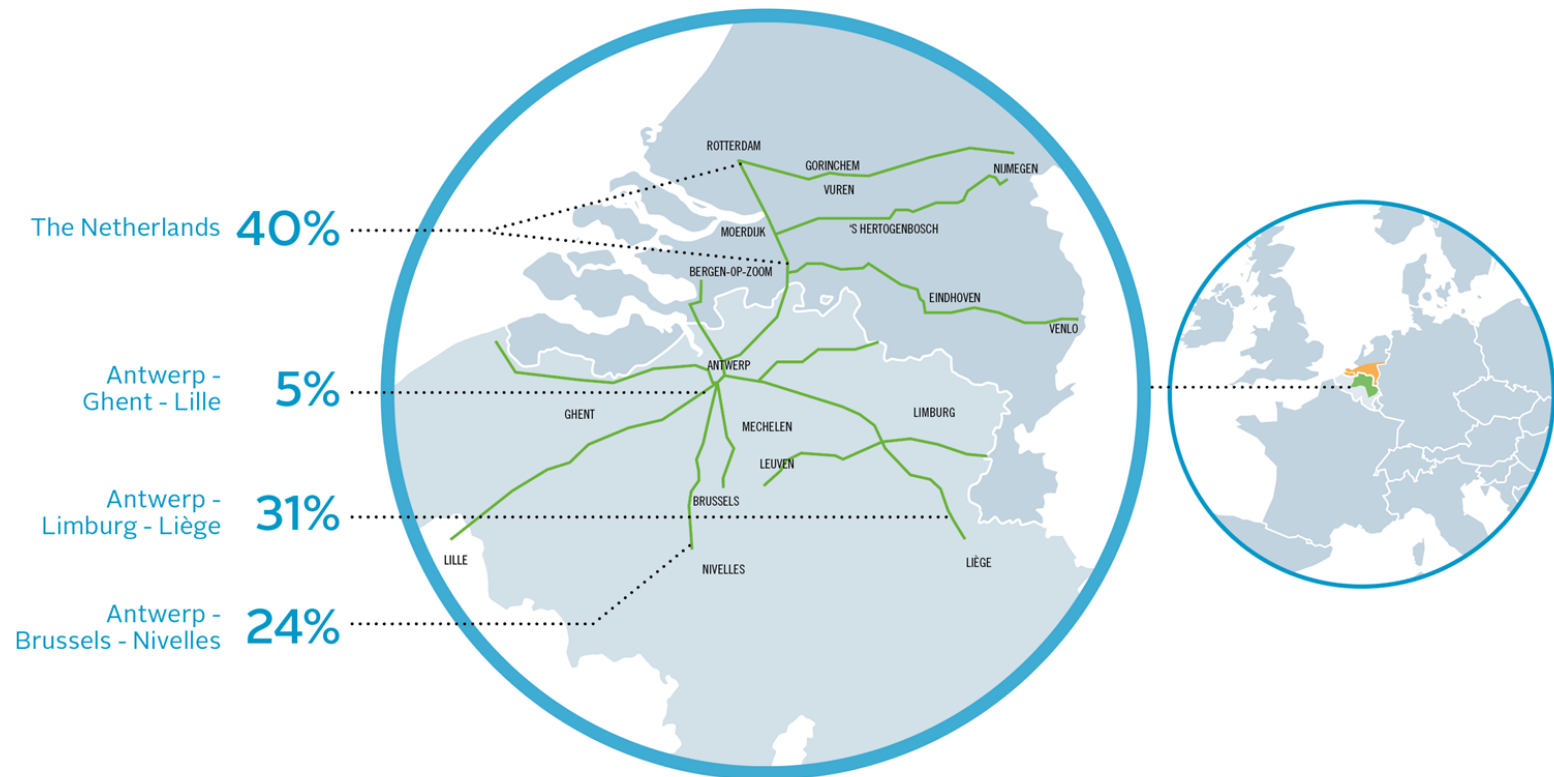 The Netherlands 40%
Antwerp -
Ghent - Lille
5%
Antwerp -
Limburg - Liège
31%
Antwerp -
Brussels - Nivelles
24%
ROTTERDAM
GORINCHEM
NIJMEGEN
VUREN
MOERDIJK
'S HERTOGENBOSCH
BERGEN-OP-ZOOM
EINDHOVEN
VENLO
ANTWERP
GHENT
LIMBURG
MECHELEN
LEUVEN
BRUSSELS
LILLE
NIVELLES
LIÈGE